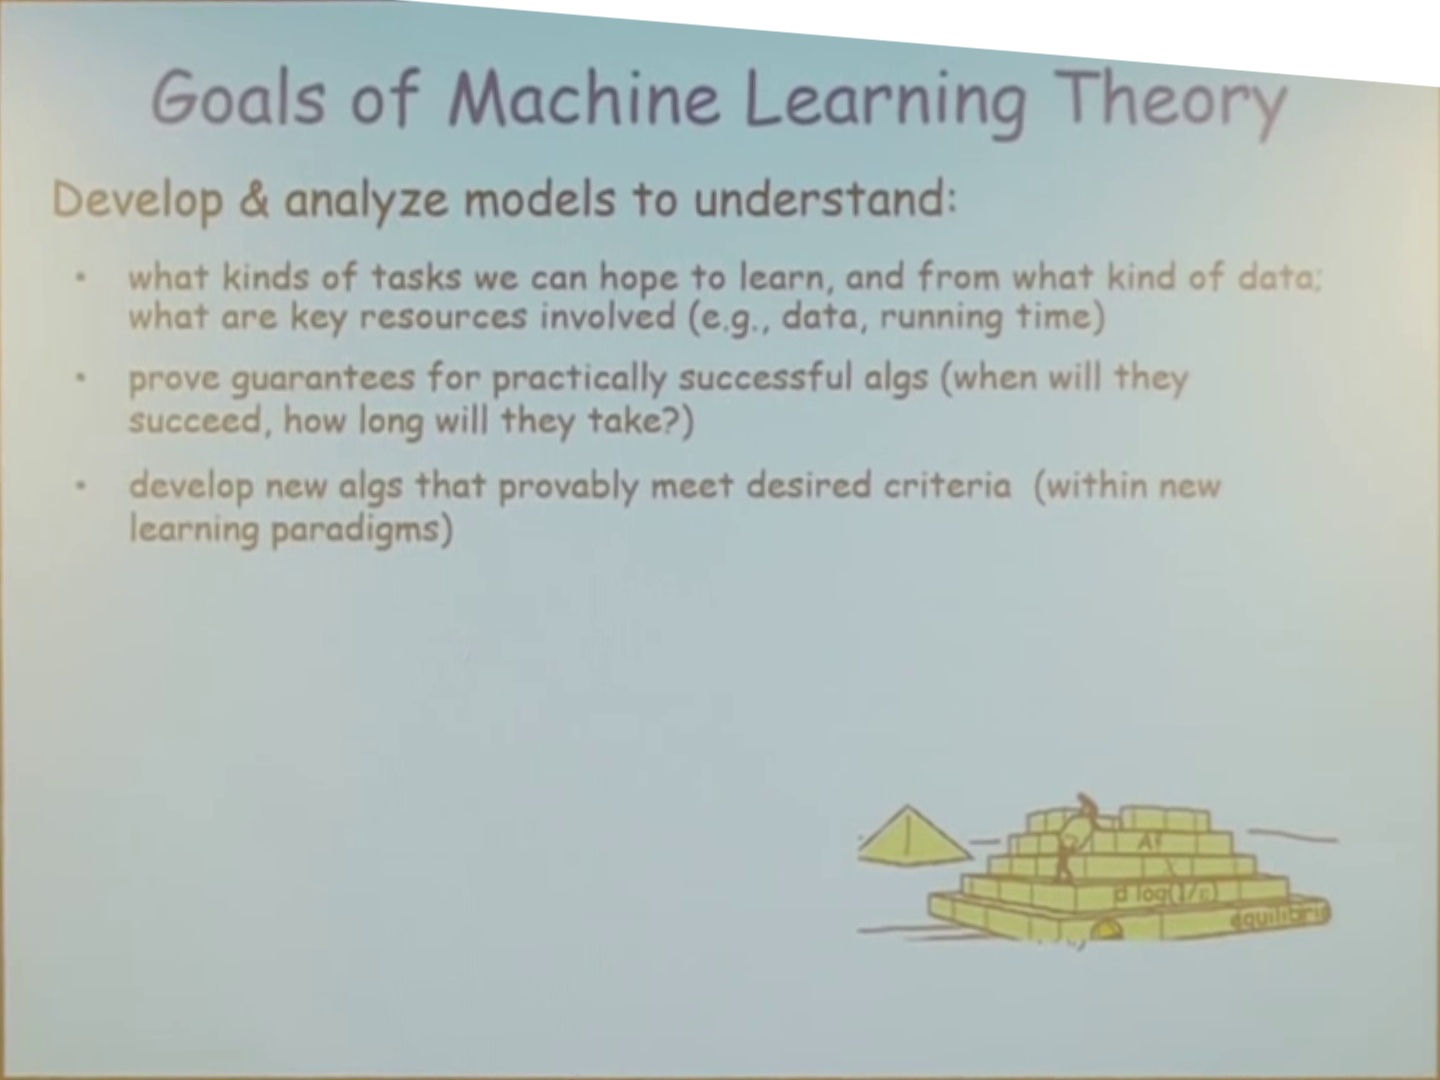 Goals of Machine Learning Theory
Develop & analyze models to understand:
• what kinds of tasks we can hope to learn, and from what kind of data;
what are key resources involved (e.g., data, running time)
• prove guarantees for practically successful algs (when will they
succeed, how long will they take?)
• develop new algs that provably meet desired criteria (within new
learning paradigms)
d log(1/ε)
equilibria